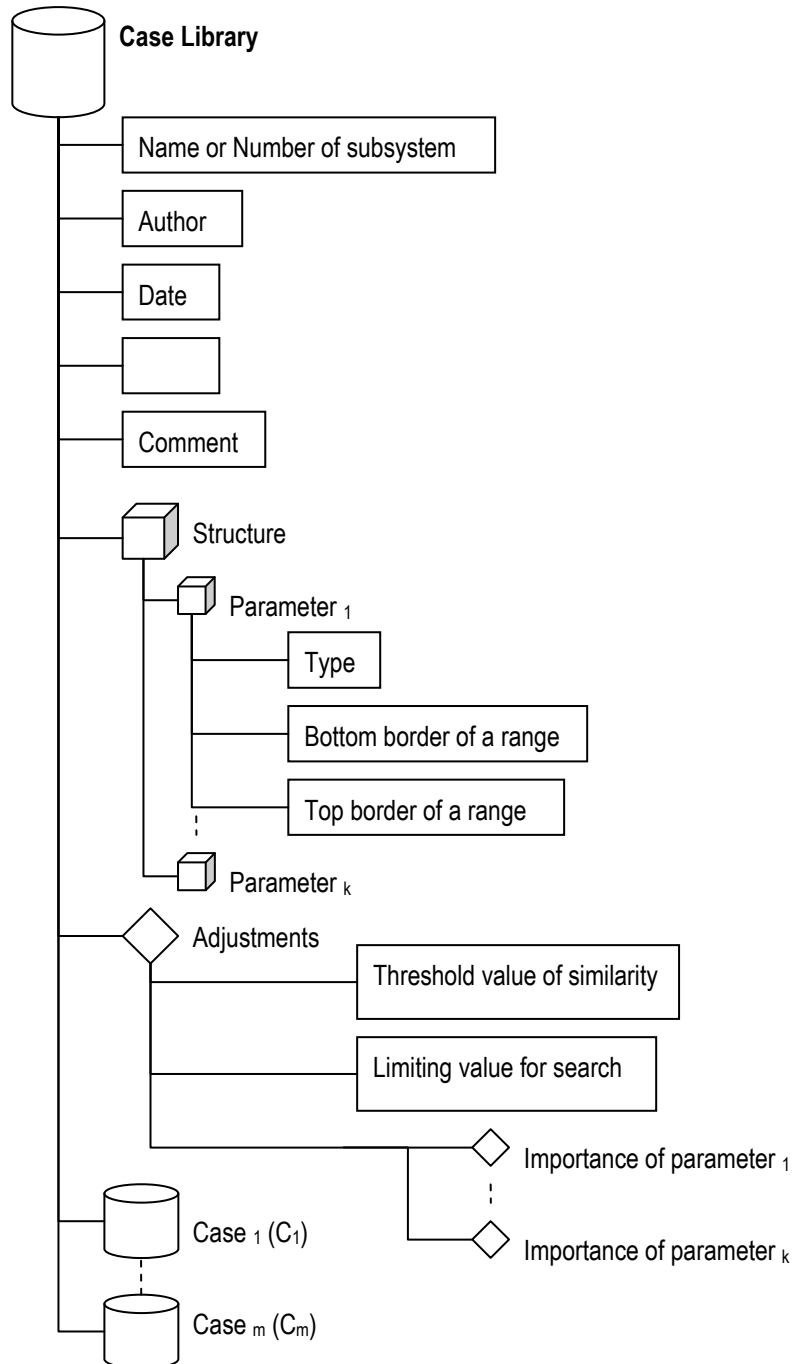 Case Library
Name or Number of subsystem
Author
Date
Comment
Structure
Parameter 1
Type
Bottom border of a range
Top border of a range
Parameter k
Adjustments
Threshold value of similarity
Limiting value for search
Importance of parameter 1
Importance of parameter k
Case 1 (C1)
Case m (Cm)